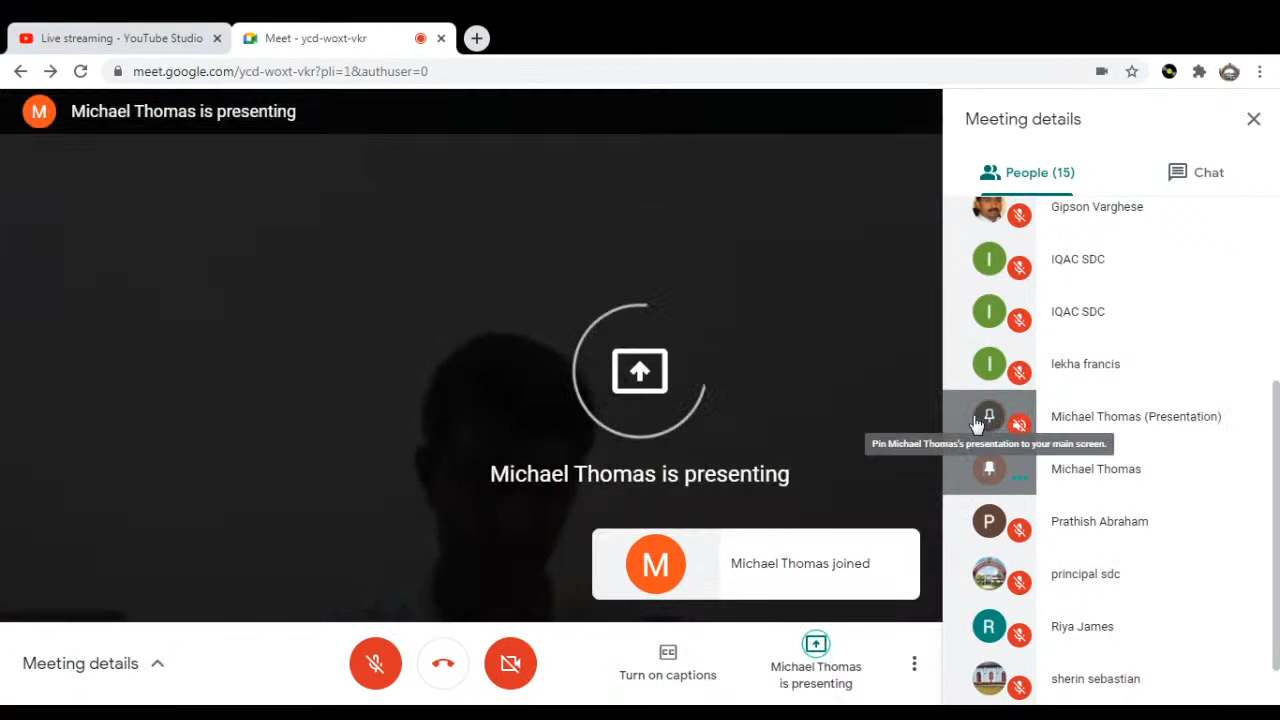 Live streaming - YouTube Studio
Meet - ycd-woxt-vkr
meet.google.com/ycd-woxt-vkr?pli=1&authuser=0
M
Michael Thomas is presenting
Meeting details
People (15)
Chat
Gipson Varghese
I
IQAC SDC
I
IQAC SDC
I
lekha francis
Michael Thomas (Presentation)
Pin Michael Thomas's presentation to your main screen.
Michael Thomas
Michael Thomas is presenting
P
Prathish Abraham
M
Michael Thomas joined
principal sdc
R
Riya James
Meeting details
CC
Turn on captions
Michael Thomas
is presenting
sherin sebastian